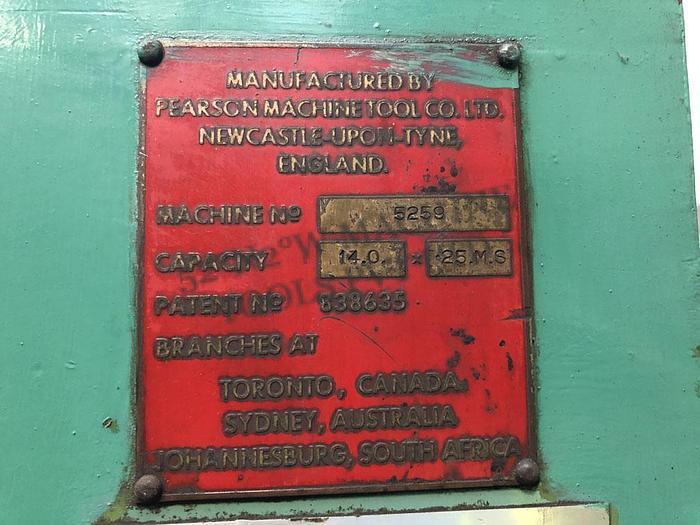 MANUFACTURED BY
PEARSON MACHINE TOOL CO. LTD.
NEWCASTLE-UPON-TYNE,
ENGLAND.
MACHINE Nº 5259
CAPACITY 14.0. x .25.M.S
PATENT Nº 838635
BRANCHES AT
TORONTO, CANADA.
SYDNEY, AUSTRALIA
JOHANNESBURG, SOUTH AFRICA